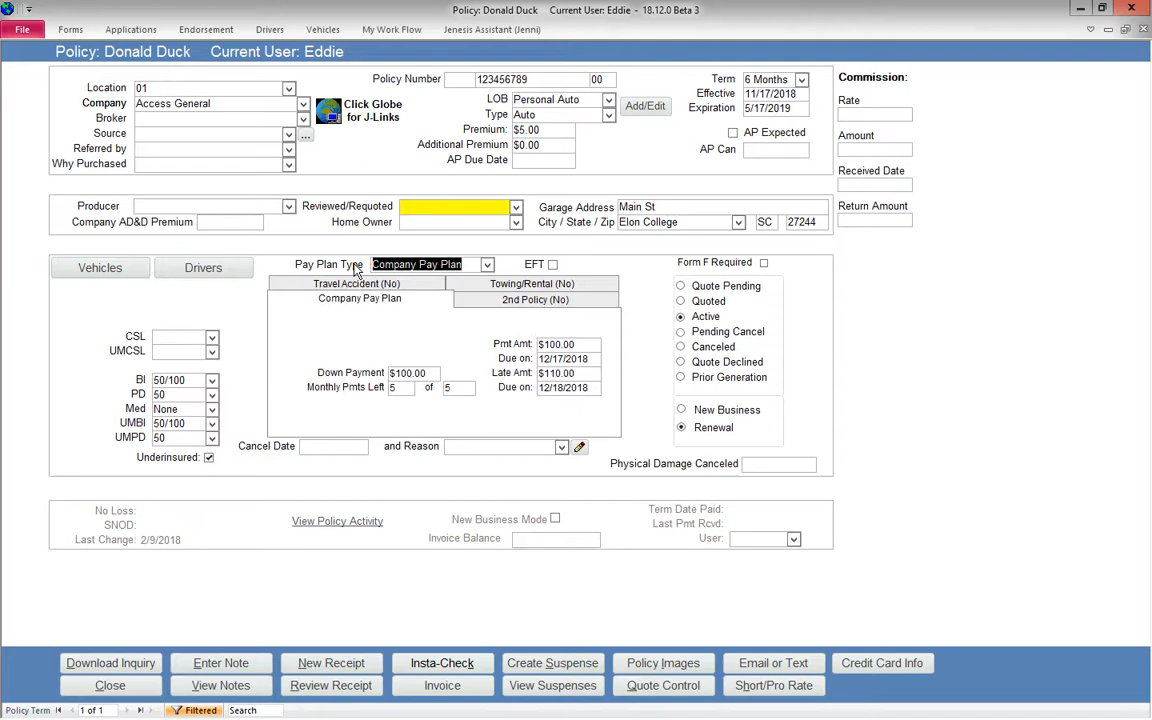 Policy: Donald Duck Current User: Eddie - 18.12.0 Beta 3
File Forms Applications Endorsement Drivers Vehicles My Work Flow Jenesis Assistant (Jenni)
Policy: Donald Duck Current User: Eddie
Location 01
Company Access General
Broker
Source ...
Referred by
Why Purchased
Click Globe
for J-Links
Policy Number 123456789 00
LOB Personal Auto
Type Auto
Add/Edit
Premium: $5.00
Additional Premium $0.00
AP Due Date
Term 6 Months
Effective 11/17/2018
Expiration 5/17/2019
AP Expected
AP Can
Commission:
Rate
Amount
Received Date
Return Amount
Producer
Company AD&D Premium
Reviewed/Requoted
Home Owner
Garage Address Main St
City / State / Zip Elon College SC 27244
Vehicles Drivers
Pay Plan Type Company Pay Plan EFT
Travel Accident (No) Towing/Rental (No)
Company Pay Plan 2nd Policy (No)
Pmt Amt: $100.00
Due on: 12/17/2018
Down Payment $100.00 Late Amt: $110.00
Monthly Pmts Left 5 of 5 Due on: 12/18/2018
CSL
UMCSL
BI 50/100
PD 50
Med None
UMBI 50/100
UMPD 50
Underinsured:
Cancel Date and Reason
Form F Required
Quote Pending
Quoted
Active
Pending Cancel
Canceled
Quote Declined
Prior Generation
New Business
Renewal
Physical Damage Canceled
No Loss:
SNOD:
Last Change: 2/9/2018
View Policy Activity
New Business Mode
Invoice Balance
Term Date Paid:
Last Pmt Rcvd:
User:
Download Inquiry Enter Note New Receipt Insta-Check Create Suspense Policy Images Email or Text Credit Card Info
Close View Notes Review Receipt Invoice View Suspenses Quote Control Short/Pro Rate
Policy Term 1 of 1 Filtered Search